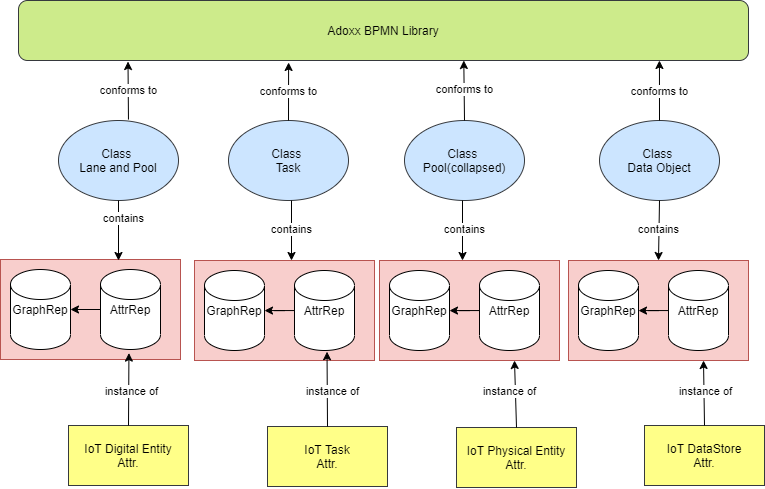 Adoxx BPMN Library
conforms to
conforms to
conforms to
conforms to
Class
Lane and Pool
Class
Task
Class
Pool(collapsed)
Class
Data Object
contains
contains
contains
contains
GraphRep
AttrRep
GraphRep
AttrRep
GraphRep
AttrRep
GraphRep
AttrRep
instance of
instance of
instance of
instance of
IoT Digital Entity
Attr.
IoT Task
Attr.
IoT Physical Entity
Attr.
IoT DataStore
Attr.